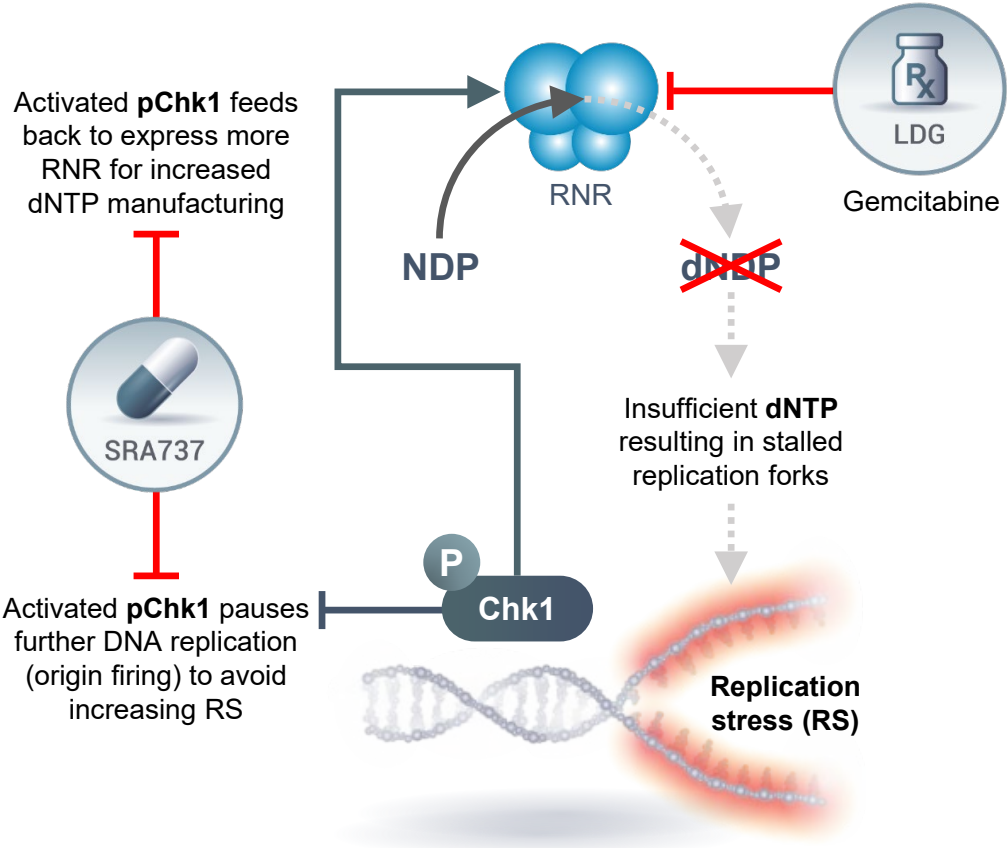 Activated pChk1 feeds
back to express more
RNR for increased
dNTP manufacturing
RNR
Rx
LDG
Gemcitabine
NDP
dNDP
SRA737
Insufficient dNTP
resulting in stalled
replication forks
P
Chk1
Activated pChk1 pauses
further DNA replication
(origin firing) to avoid
increasing RS
Replication
stress (RS)